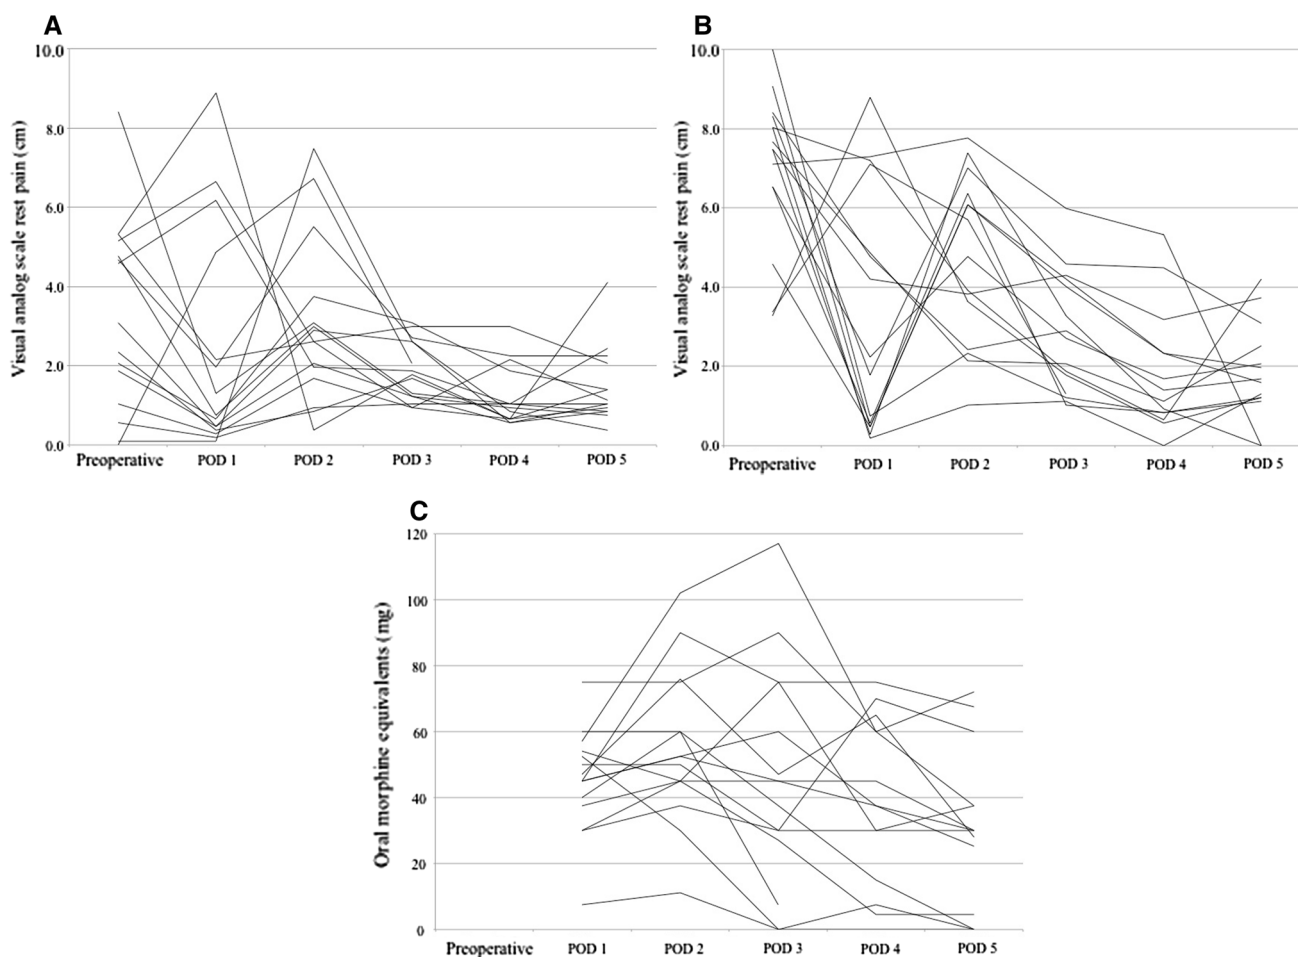 A
Visual analog scale rest pain (cm)
10.0
8.0
6.0
4.0
2.0
0.0
Preoperative POD 1 POD 2 POD 3 POD 4 POD 5
B
Visual analog scale rest pain (cm)
10.0
8.0
6.0
4.0
2.0
0.0
Preoperative POD 1 POD 2 POD 3 POD 4 POD 5
C
Oral morphine equivalents (mg)
120
100
80
60
40
20
0
Preoperative POD 1 POD 2 POD 3 POD 4 POD 5